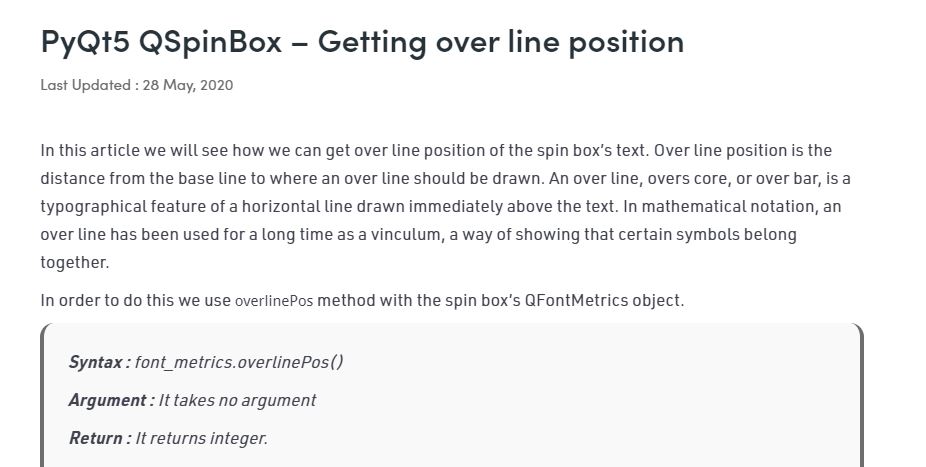 PyQt5 QSpinBox – Getting over line position
Last Updated : 28 May, 2020
In this article we will see how we can get over line position of the spin box's text. Over line position is the
distance from the base line to where an over line should be drawn. An over line, overs core, or over bar, is a
typographical feature of a horizontal line drawn immediately above the text. In mathematical notation, an
over line has been used for a long time as a vinculum, a way of showing that certain symbols belong
together.
In order to do this we use overlinePos method with the spin box's QFontMetrics object.
Syntax : font_metrics.overlinePos()
Argument : It takes no argument
Return : It returns integer.